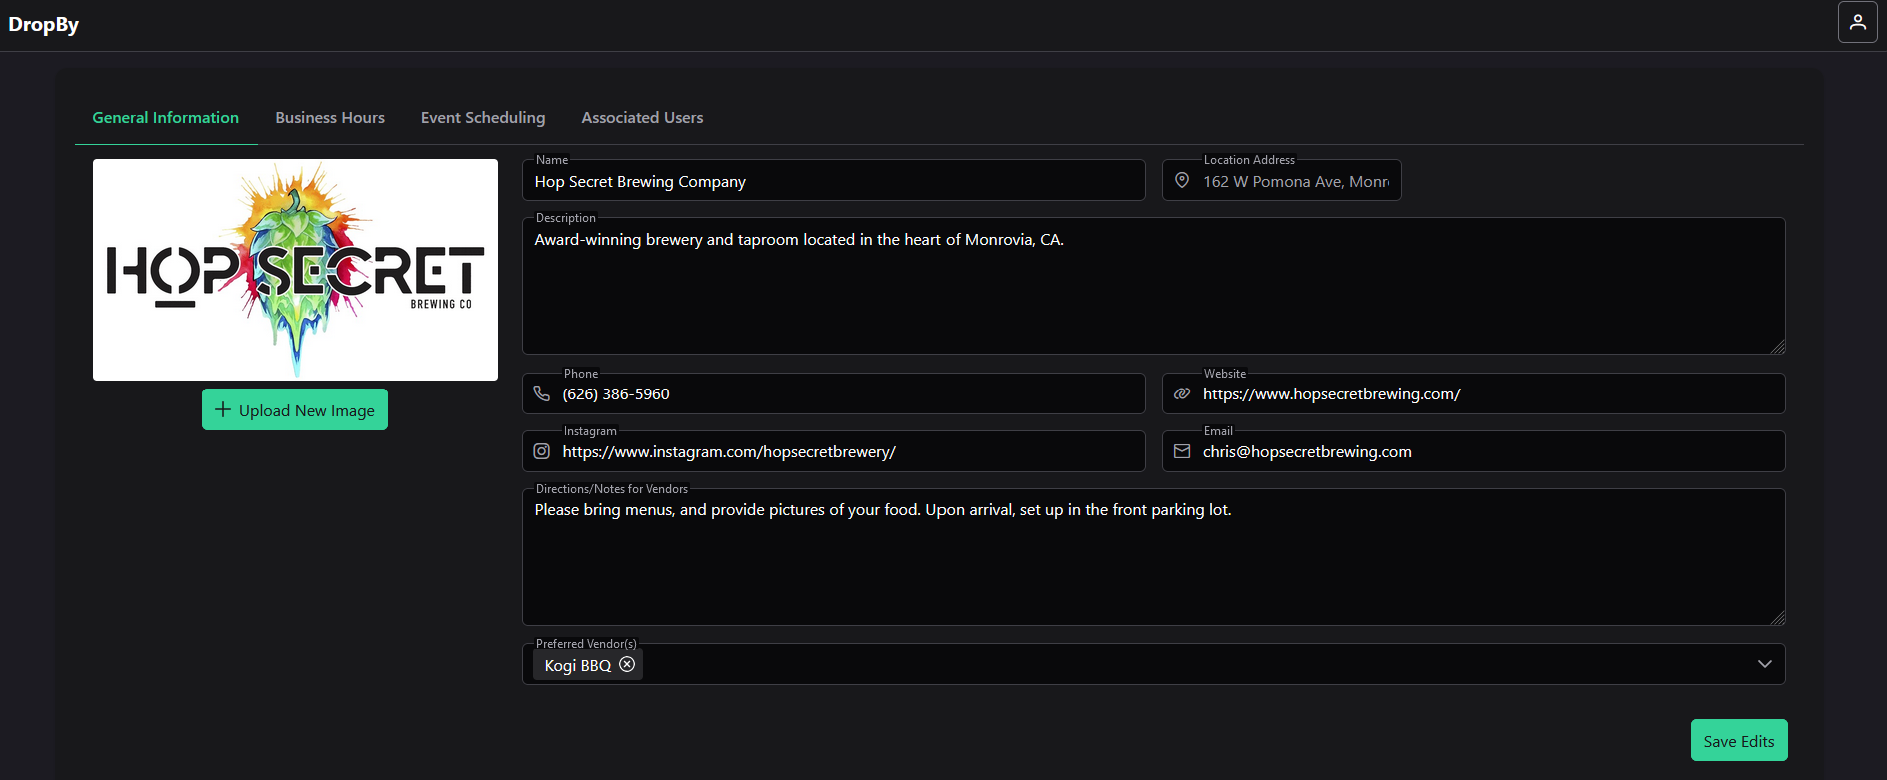 DropBy
General Information
Business Hours
Event Scheduling
Associated Users
HOP SECRET
BREWING CO
Upload New Image
Name
Hop Secret Brewing Company
Location Address
162 W Pomona Ave, Monr
Description
Award-winning brewery and taproom located in the heart of Monrovia, CA.
Phone
(626) 386-5960
Website
https://www.hopsecretbrewing.com/
Instagram
https://www.instagram.com/hopsecretbrewery/
Email
chris@hopsecretbrewing.com
Directions/Notes for Vendors
Please bring menus, and provide pictures of your food. Upon arrival, set up in the front parking lot.
Preferred Vendor(s)
Kogi BBQ
Save Edits